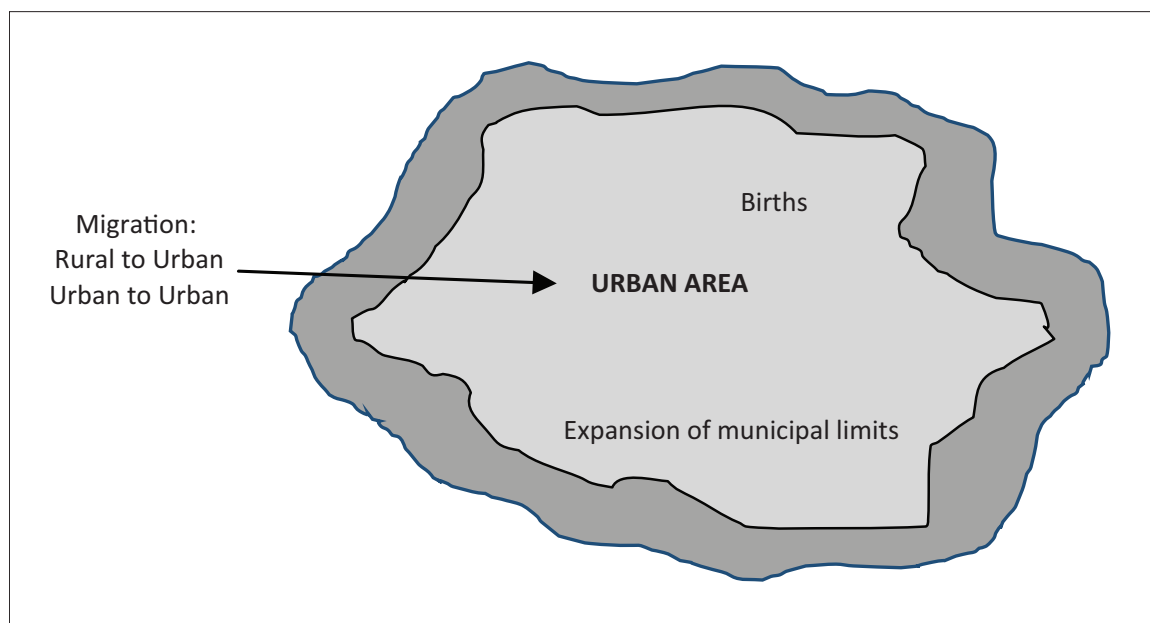 Births
Migration:
Rural to Urban
Urban to Urban
URBAN AREA
Expansion of municipal limits